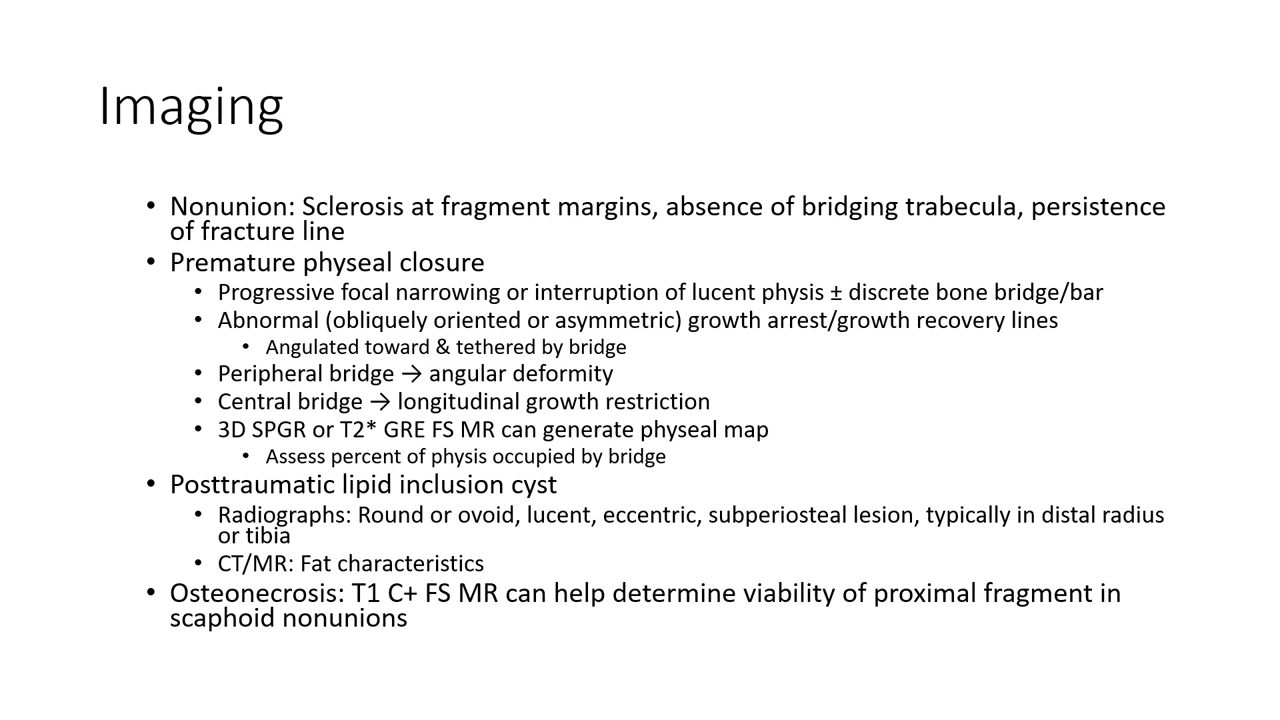 Imaging
• Nonunion: Sclerosis at fragment margins, absence of bridging trabecula, persistence
of fracture line
• Premature physeal closure
• Progressive focal narrowing or interruption of lucent physis ± discrete bone bridge/bar
• Abnormal (obliquely oriented or asymmetric) growth arrest/growth recovery lines
• Angulated toward & tethered by bridge
• Peripheral bridge → angular deformity
• Central bridge → longitudinal growth restriction
• 3D SPGR or T2* GRE FS MR can generate physeal map
• Assess percent of physis occupied by bridge
• Posttraumatic lipid inclusion cyst
• Radiographs: Round or ovoid, lucent, eccentric, subperiosteal lesion, typically in distal radius
or tibia
• CT/MR: Fat characteristics
• Osteonecrosis: T1 C+ FS MR can help determine viability of proximal fragment in
scaphoid nonunions